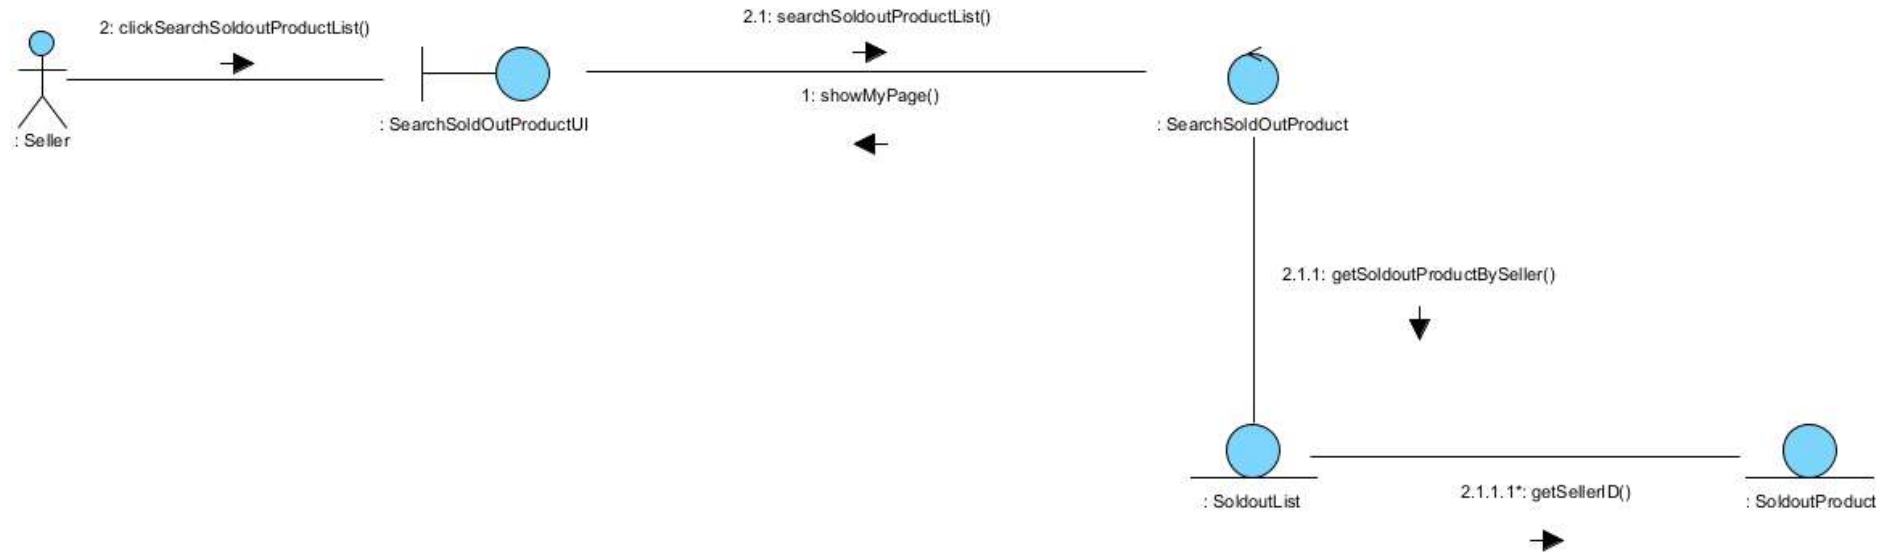 2: clickSearchSoldoutProductList()
2.1: searchSoldoutProductList()
1: showMyPage()
: Seller
: SearchSoldOutProductUI
: SearchSoldOutProduct
2.1.1: getSoldoutProductBySeller()
: SoldoutList
2.1.1.1*: getSellerID()
: SoldoutProduct